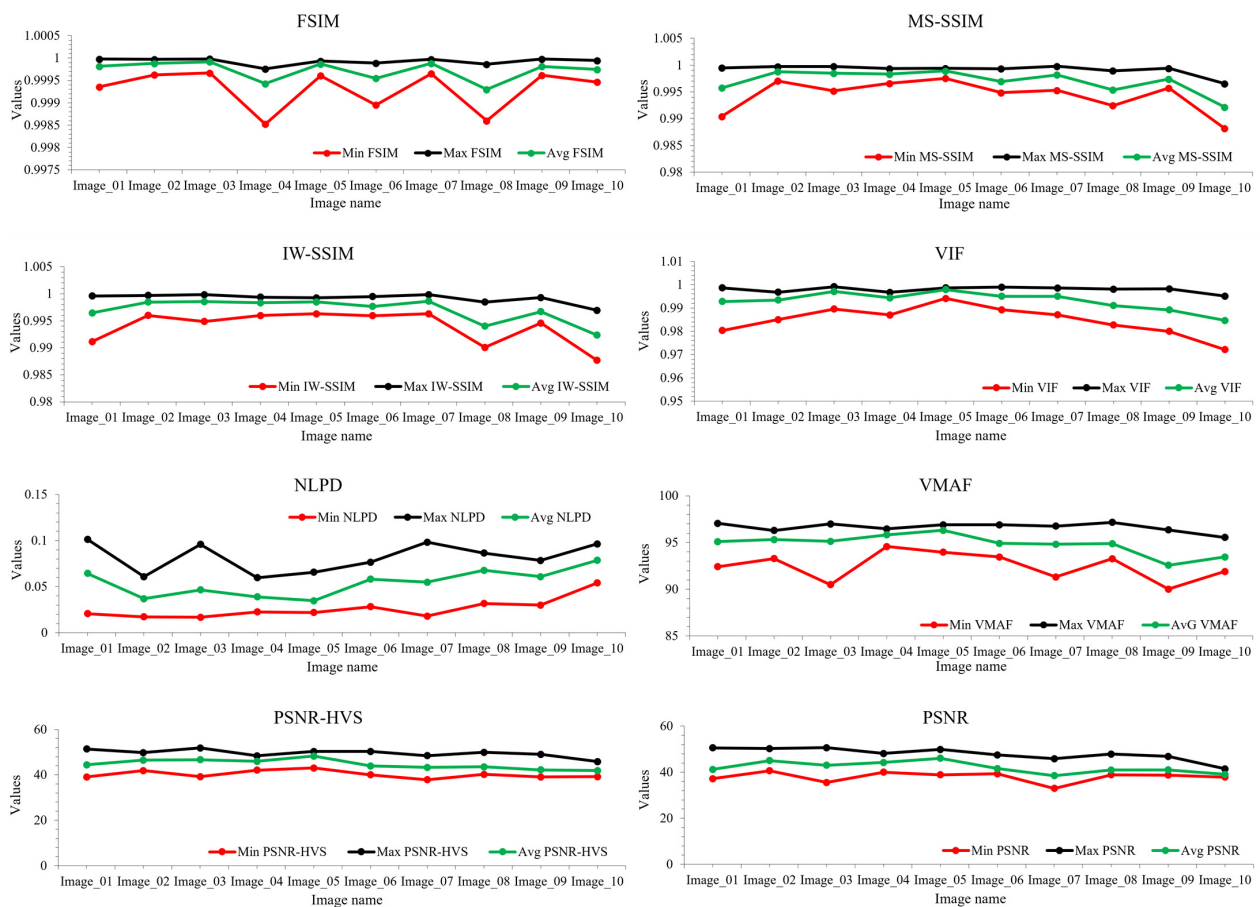 FSIM
1.0005
1
0.9995
0.999
0.9985
0.998
0.9975
Values
Min FSIM Max FSIM Avg FSIM
Image_01 Image_02 Image_03 Image_04 Image_05 Image_06 Image_07 Image_08 Image_09 Image_10
Image name
MS-SSIM
1.005
1
0.995
0.99
0.985
0.98
Values
Min MS-SSIM Max MS-SSIM Avg MS-SSIM
Image_01 Image_02 Image_03 Image_04 Image_05 Image_06 Image_07 Image_08 Image_09 Image_10
Image name
IW-SSIM
1.005
1
0.995
0.99
0.985
0.98
Values
Min IW-SSIM Max IW-SSIM Avg IW-SSIM
Image_01 Image_02 Image_03 Image_04 Image_05 Image_06 Image_07 Image_08 Image_09 Image_10
Image name
VIF
1.01
1
0.99
0.98
0.97
0.96
0.95
Values
Min VIF Max VIF Avg VIF
Image_01 Image_02 Image_03 Image_04 Image_05 Image_06 Image_07 Image_08 Image_09 Image_10
Image name
NLPD
0.15
0.1
0.05
0
Values
Min NLPD Max NLPD Avg NLPD
Image_01 Image_02 Image_03 Image_04 Image_05 Image_06 Image_07 Image_08 Image_09 Image_10
Image name
VMAF
100
95
90
85
Values
Min VMAF Max VMAF AvG VMAF
Image_01 Image_02 Image_03 Image_04 Image_05 Image_06 Image_07 Image_08 Image_09 Image_10
Image name
PSNR-HVS
60
40
20
0
Values
Min PSNR-HVS Max PSNR-HVS Avg PSNR-HVS
Image_01 Image_02 Image_03 Image_04 Image_05 Image_06 Image_07 Image_08 Image_09 Image_10
Image name
PSNR
60
40
20
0
Values
Min PSNR Max PSNR Avg PSNR
Image_01 Image_02 Image_03 Image_04 Image_05 Image_06 Image_07 Image_08 Image_09 Image_10
Image name